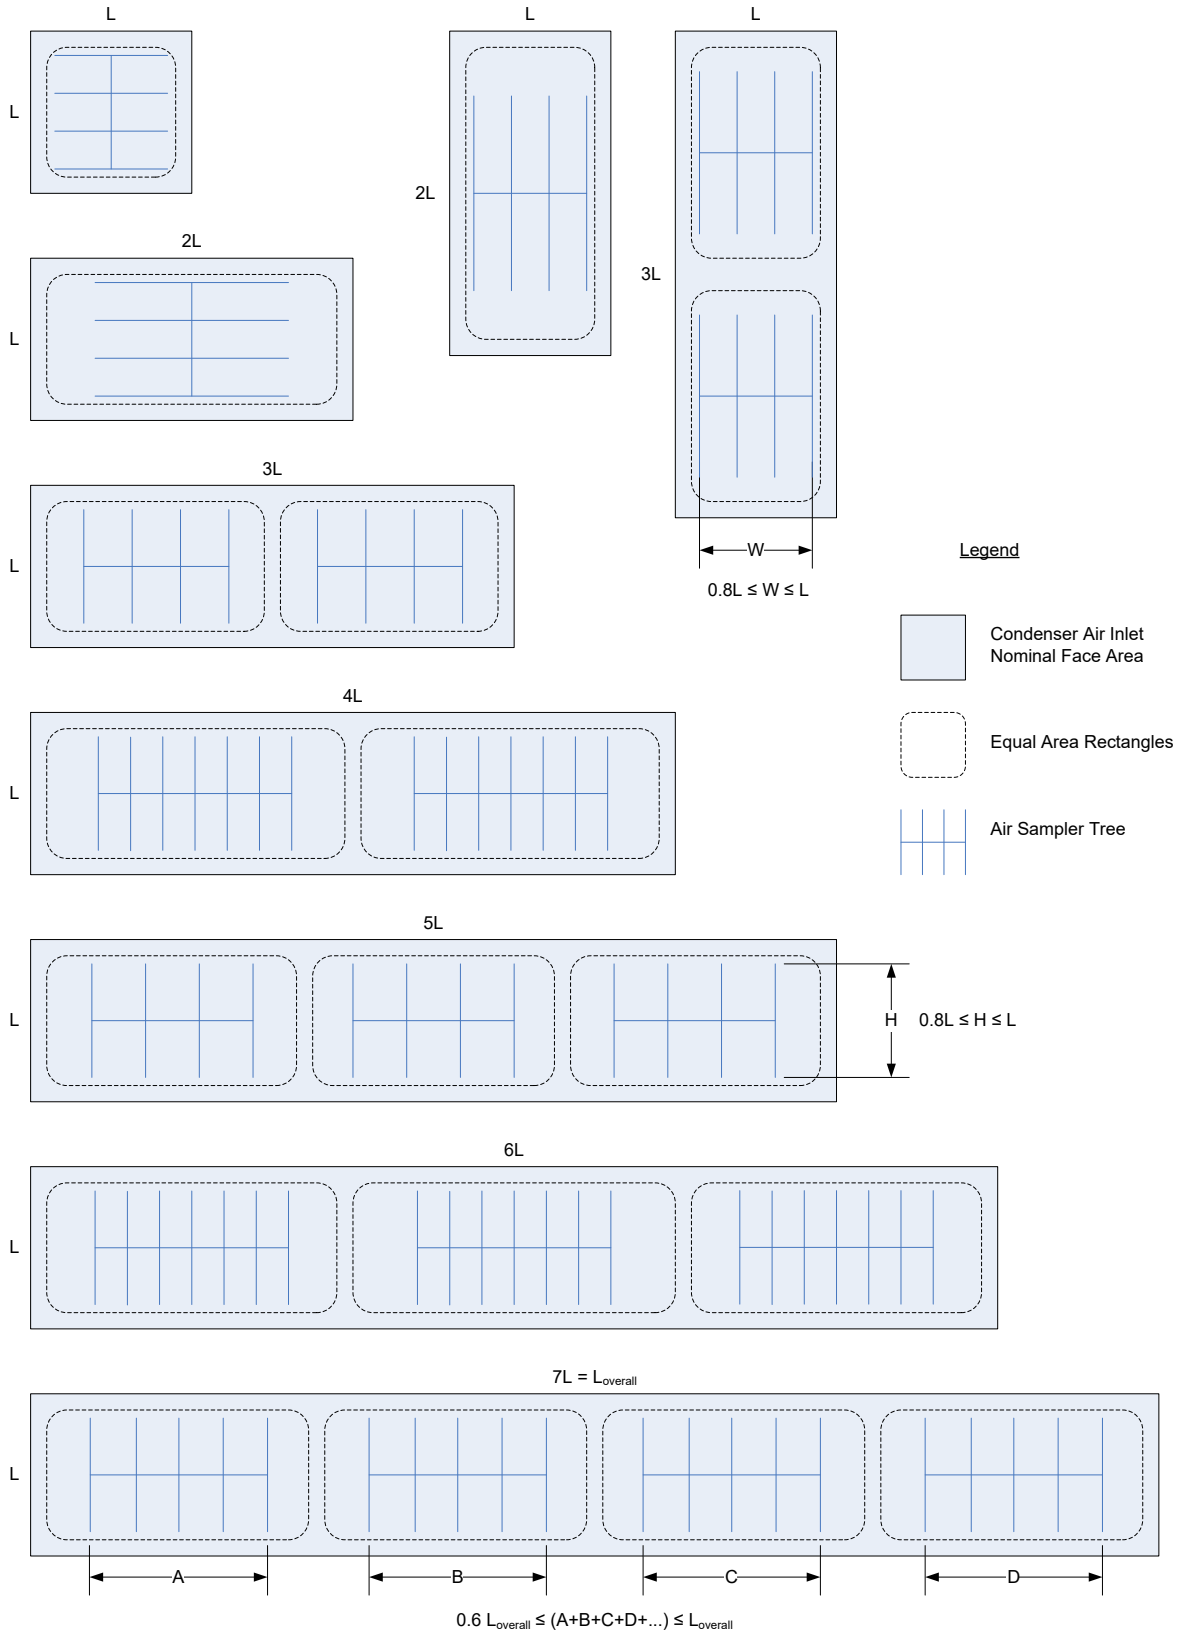 L
L
L
L
2L
3L
2L
L
3L
L
W
0.8L ≤ W ≤ L
Legend
Condenser Air Inlet
Nominal Face Area
Equal Area Rectangles
Air Sampler Tree
4L
L
5L
L
H
0.8L ≤ H ≤ L
6L
L
7L = Loverall
L
A
B
C
D
0.6 Loverall ≤ (A+B+C+D+...) ≤ Loverall